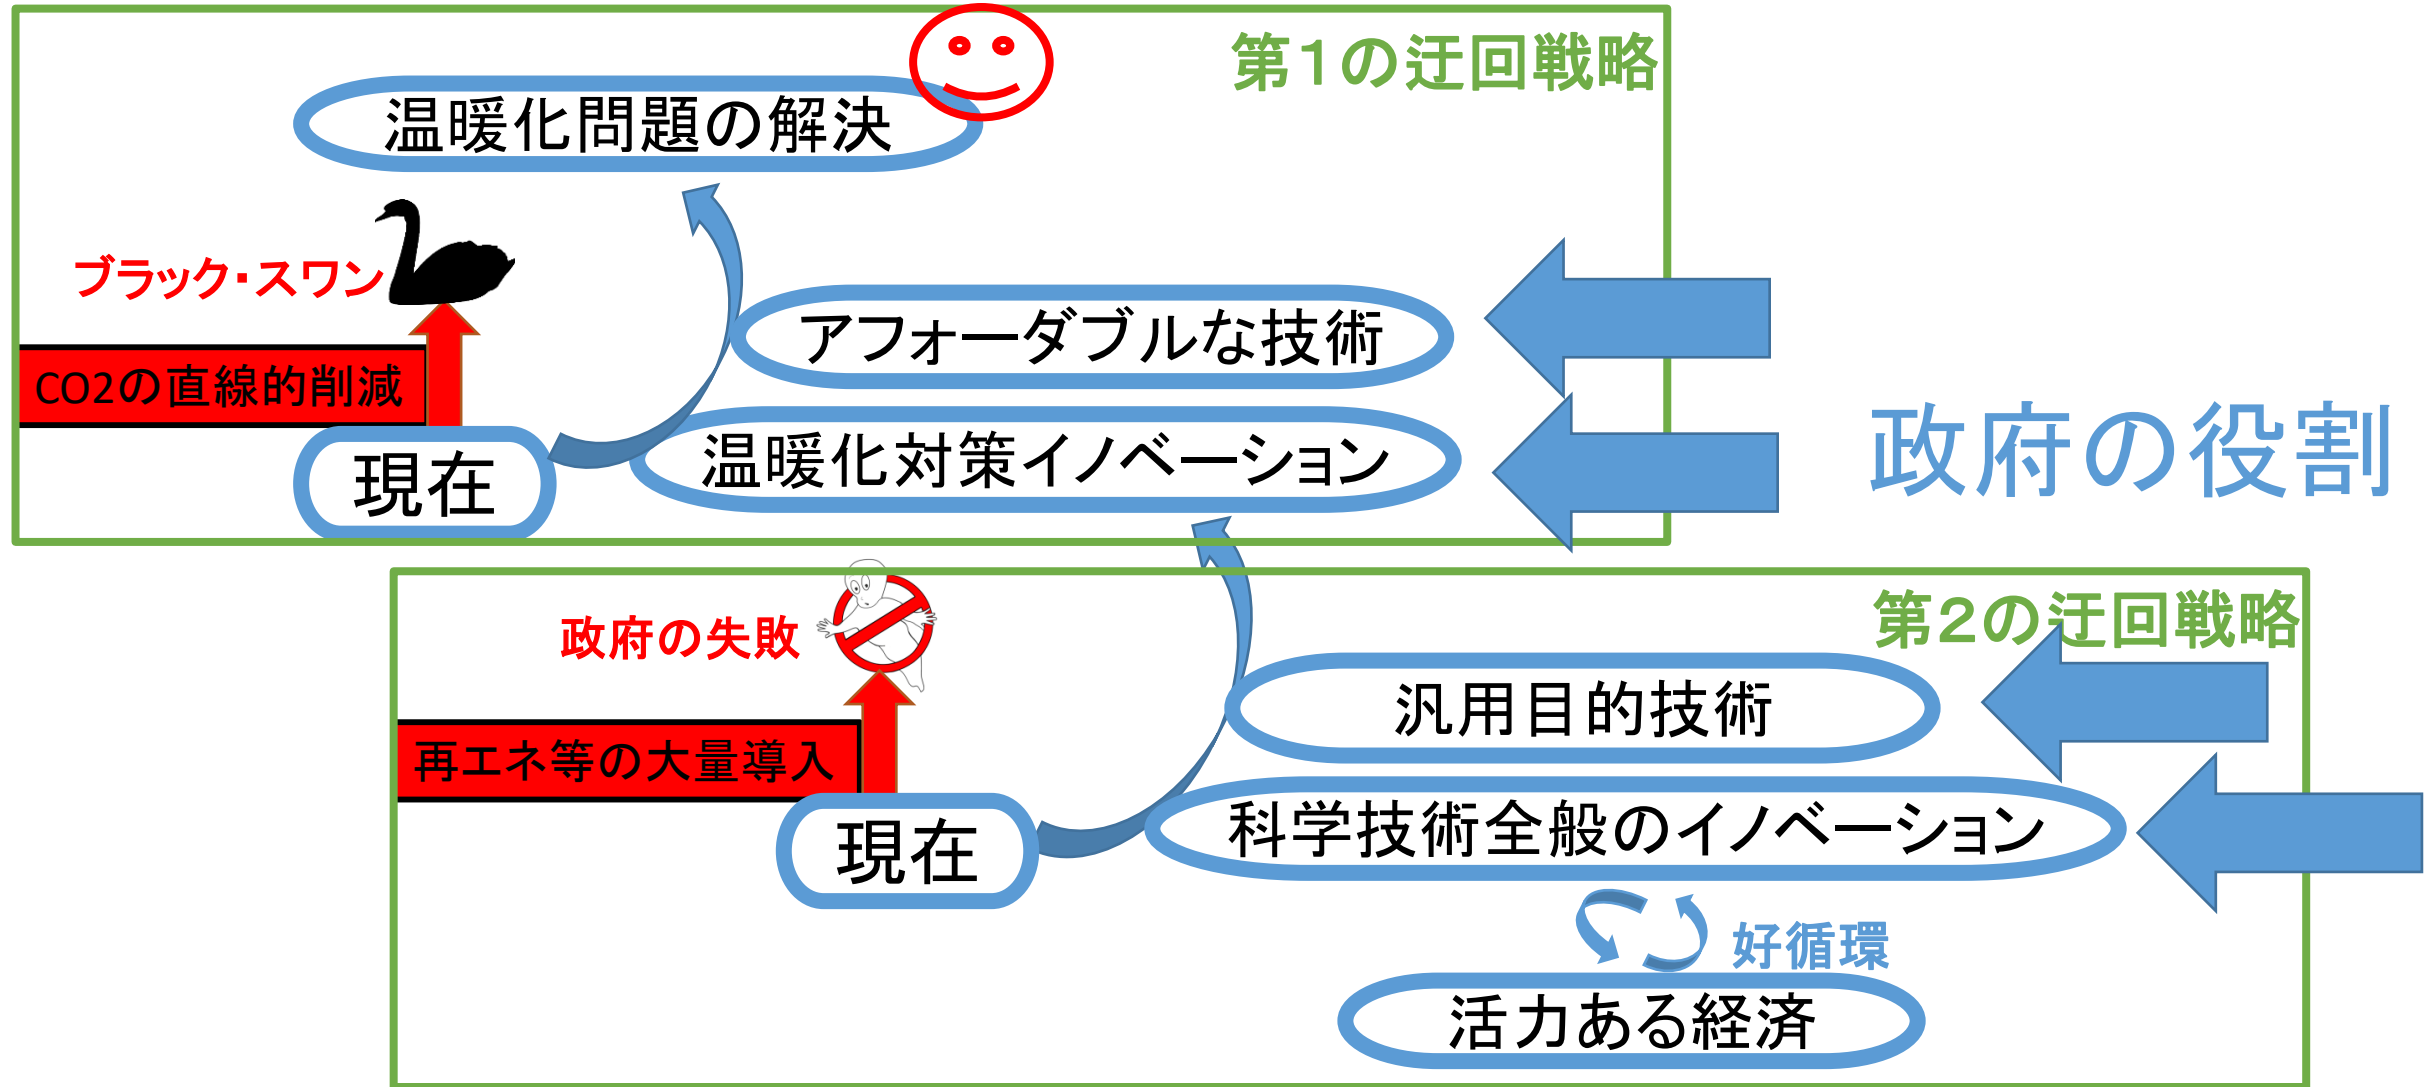 第1の迂回戦略
温暖化問題の解決
ブラック・スワン
アフォーダブルな技術
CO2の直線的削減
温暖化対策イノベーション
現在
政府の役割
第2の迂回戦略
政府の失敗
汎用目的技術
再エネ等の大量導入
科学技術全般のイノベーション
現在
好循環
活力ある経済